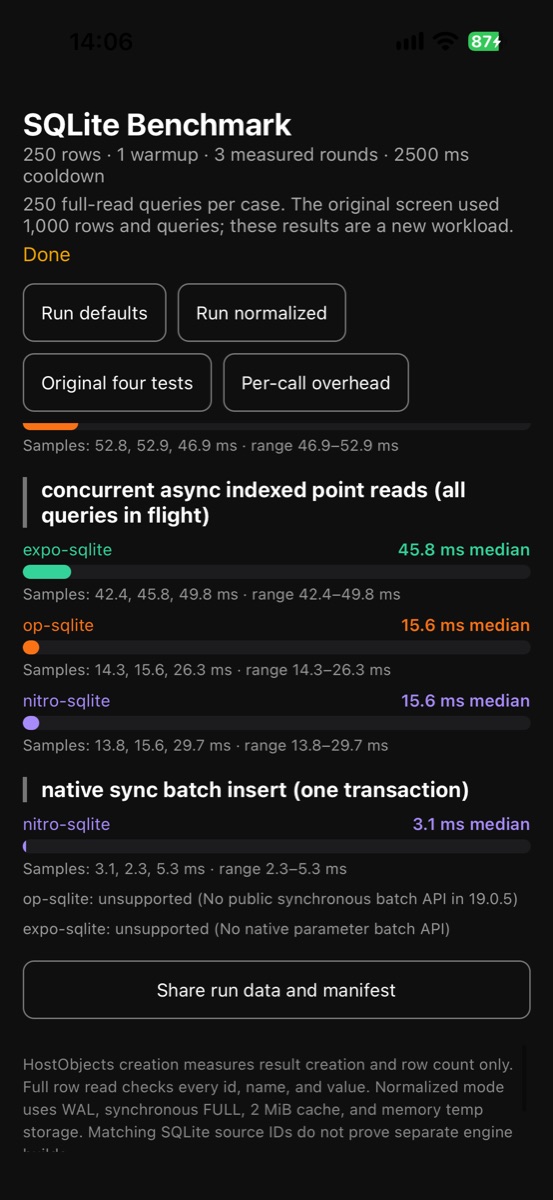 14:06
87
SQLite Benchmark
250 rows · 1 warmup · 3 measured rounds · 2500 ms
cooldown
250 full-read queries per case. The original screen used
1,000 rows and queries; these results are a new workload.
Done
Run defaults
Run normalized
Original four tests
Per-call overhead
Samples: 52.8, 52.9, 46.9 ms · range 46.9–52.9 ms
concurrent async indexed point reads (all
queries in flight)
expo-sqlite
45.8 ms median
Samples: 42.4, 45.8, 49.8 ms · range 42.4–49.8 ms
op-sqlite
15.6 ms median
Samples: 14.3, 15.6, 26.3 ms · range 14.3–26.3 ms
nitro-sqlite
15.6 ms median
Samples: 13.8, 15.6, 29.7 ms · range 13.8–29.7 ms
native sync batch insert (one transaction)
nitro-sqlite
3.1 ms median
Samples: 3.1, 2.3, 5.3 ms · range 2.3–5.3 ms
op-sqlite: unsupported (No public synchronous batch API in 19.0.5)
expo-sqlite: unsupported (No native parameter batch API)
Share run data and manifest
HostObjects creation measures result creation and row count only.
Full row read checks every id, name, and value. Normalized mode
uses WAL, synchronous FULL, 2 MiB cache, and memory temp
storage. Matching SQLite source IDs do not prove separate engine